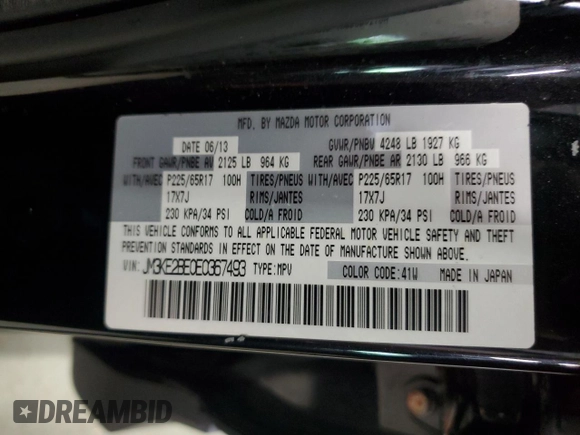 MFD. BY MAZDA MOTOR CORPORATION
DATE 06/13 GVWR/PNBV 4248 LB 1927 KG
FRONT GAWR/PNBE AV 2125 LB 964 KG REAR GAWR/PNBE AR 2130 LB 966 KG
WITH/AVEC P225/65R17 100H TIRES/PNEUS WITH/AVEC P225/65R17 100H TIRES/PNEUS
17X7J RIMS/JANTES 17X7J RIMS/JANTES
230 KPA/34 PSI COLD/A FROID 230 KPA/34 PSI COLD/A FROID
THIS VEHICLE CONFORMS TO ALL APPLICABLE FEDERAL MOTOR VEHICLE SAFETY AND THEFT
PREVENTION STANDARDS IN EFFECT ON THE DATE OF MANUFACTURE SHOWN ABOVE.
VIN: JM3KE2BE0E0367493 TYPE:MPV COLOR CODE:41W MADE IN JAPAN
DREAMBID